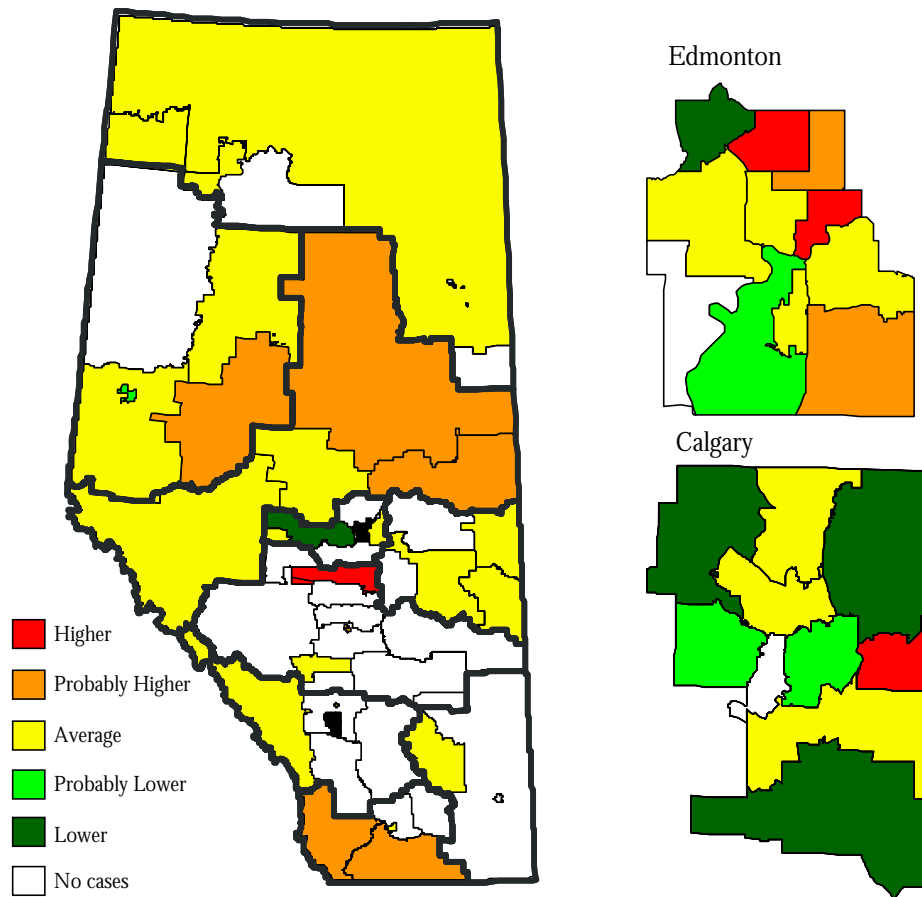 Edmonton
Calgary
Higher
Probably Higher
Average
Probably Lower
Lower
No cases